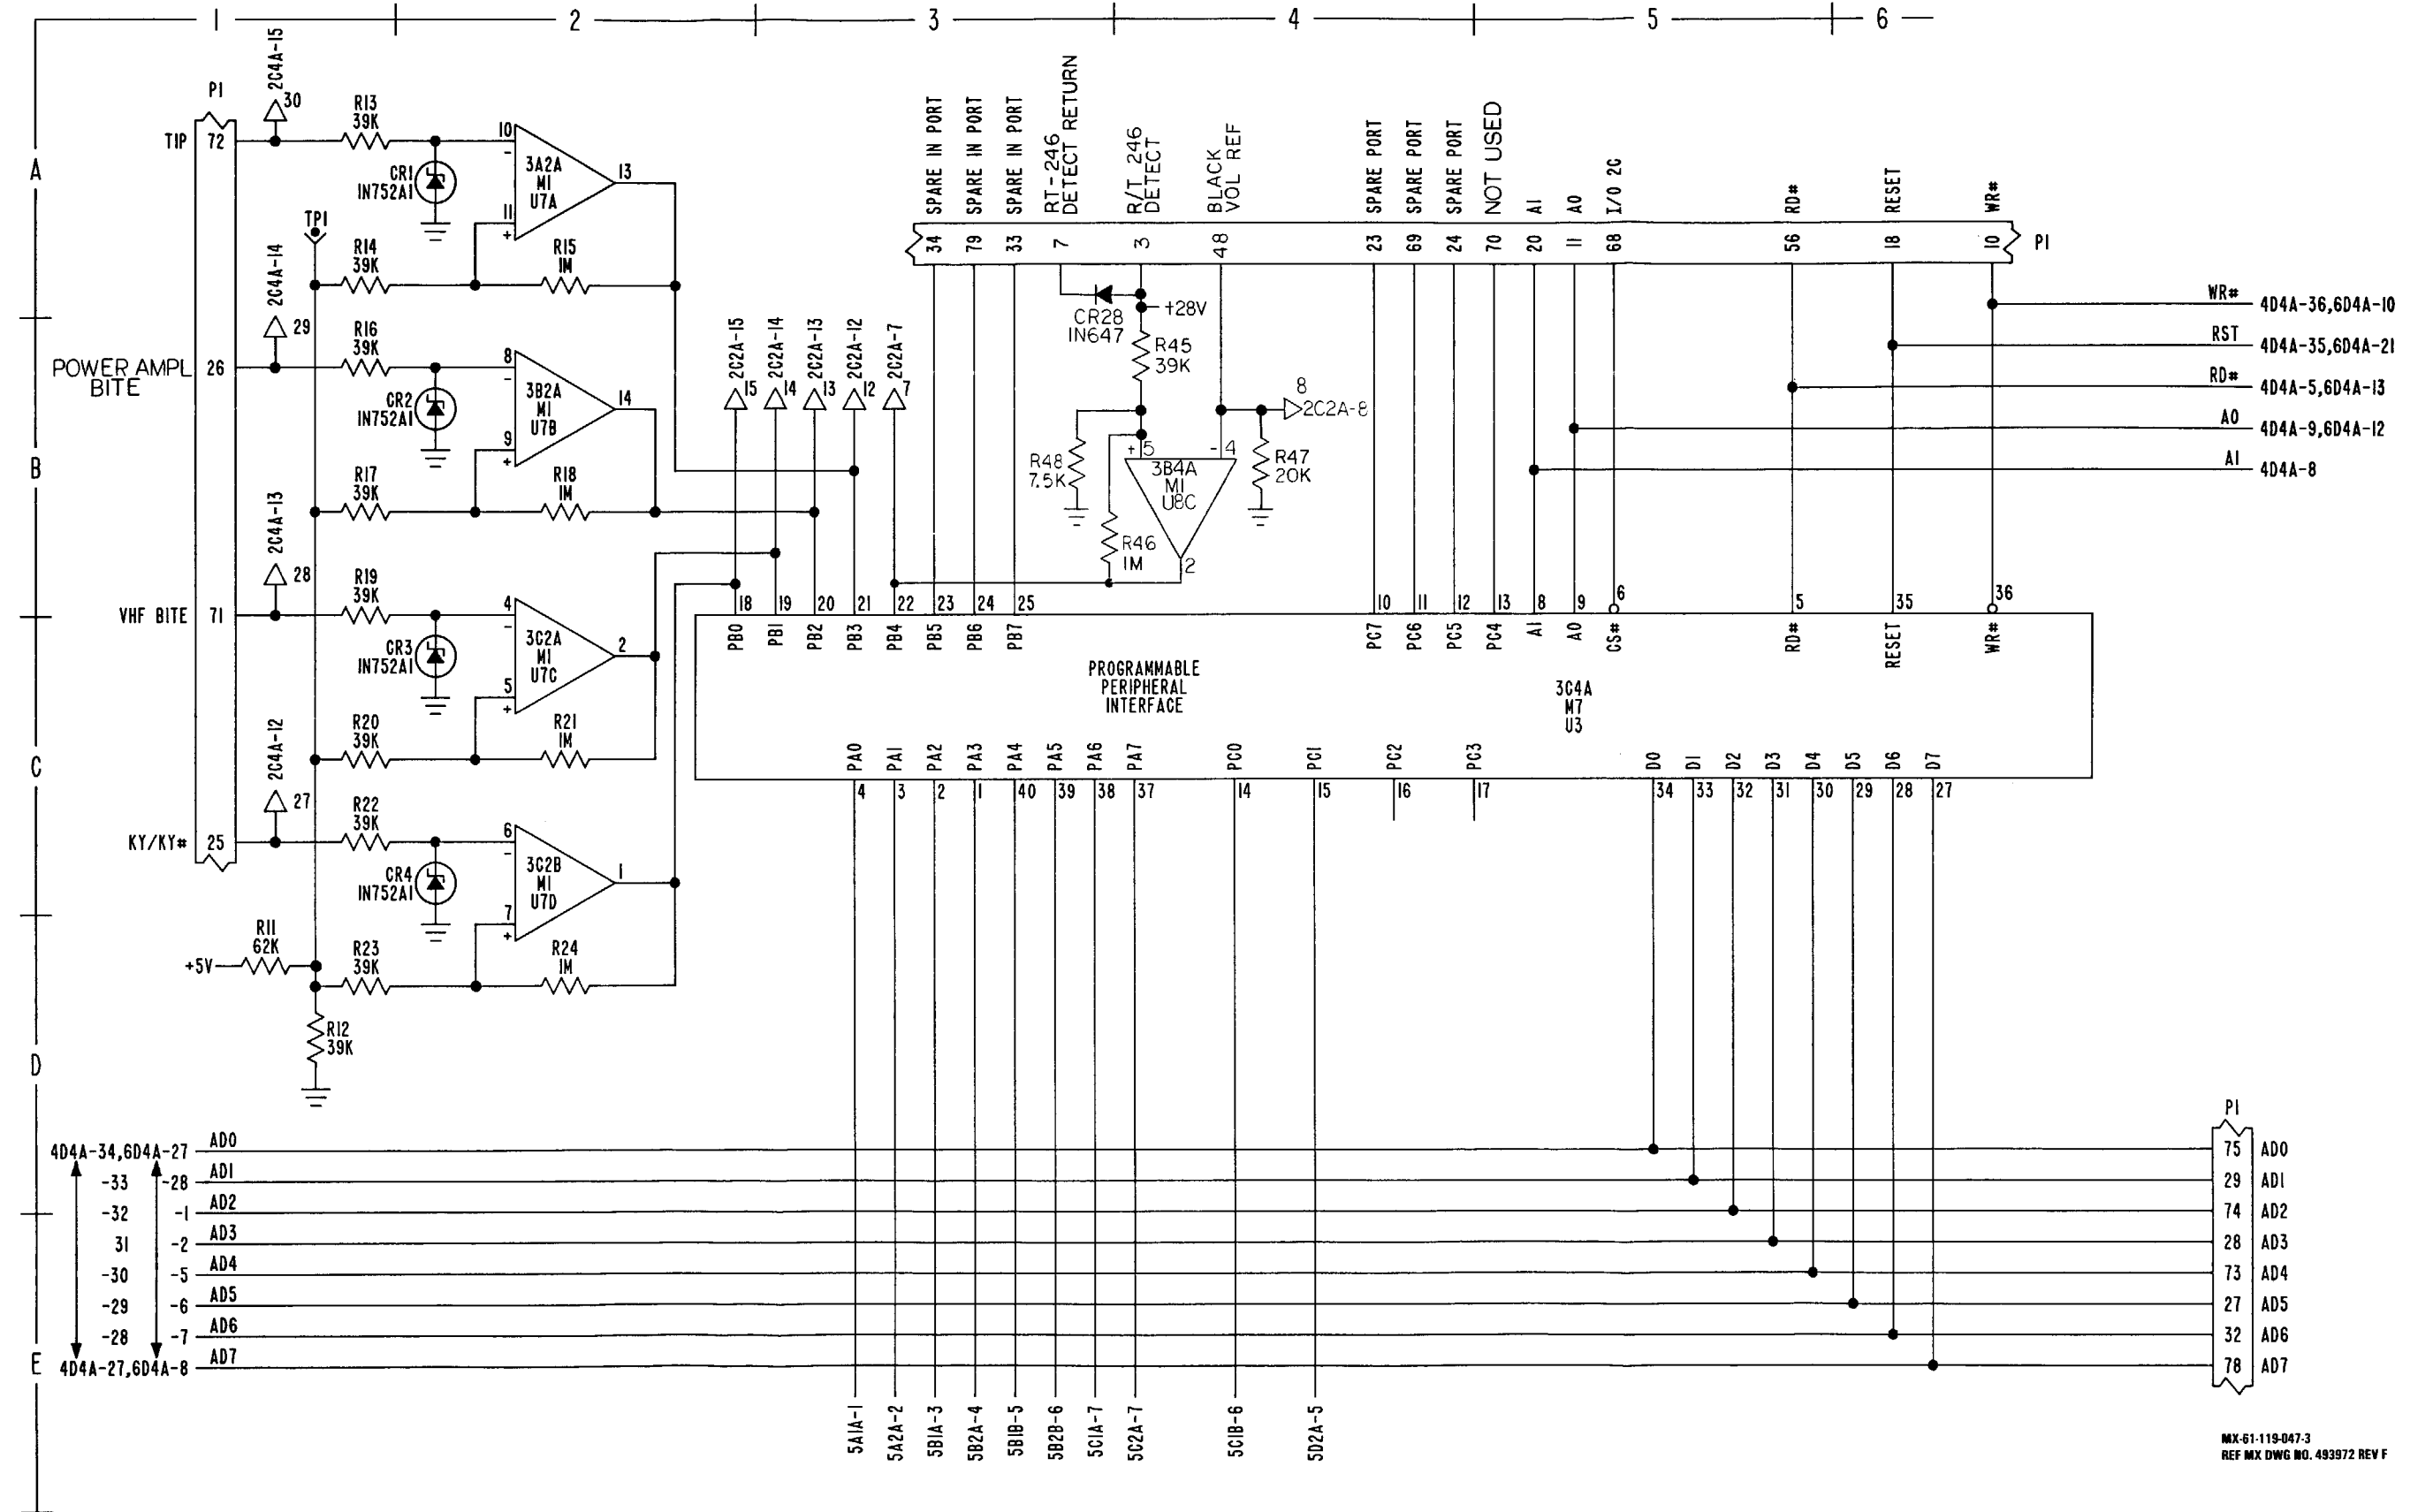 1 2 3 4 5 6
A
B
C
D
E
P1
TIP 72
2C4A-15
30
R13
39K
CR1
IN752A1
10
-
11
+
3A2A
M1
U7A
13
TP1
R14
39K
R15
1M
2C4A-14
29
POWER AMPL
BITE
26
R16
39K
CR2
IN752A1
8
-
9
+
3B2A
M1
U7B
14
R17
39K
R18
1M
2C4A-13
28
VHF BITE 71
R19
39K
CR3
IN752A1
4
-
5
+
3C2A
M1
U7C
2
R20
39K
R21
1M
2C4A-12
27
KY/KY# 25
R22
39K
CR4
IN752A1
6
-
7
+
3C2B
M1
U7D
1
R11
62K
+5V
R23
39K
R24
1M
R12
39K
2C2A-15
15
2C2A-14
14
2C2A-13
13
2C2A-12
12
2C2A-7
7
SPARE IN PORT
SPARE IN PORT
SPARE IN PORT
RT-246
DETECT RETURN
R/T 246
DETECT
BLACK
VOL REF
SPARE PORT
SPARE PORT
SPARE PORT
NOT USED
A1
A0
I/O 2C
RD#
RESET
WR#
34 79 33 7 3 48 23 69 24 70 20 11 68 56 18 10 P1
CR28
IN647
+28V
R45
39K
R48
7.5K
R46
1M
+5
-4
3B4A
M1
U8C
2
R47
20K
8
2C2A-8
WR# 4D4A-36,6D4A-10
RST 4D4A-35,6D4A-21
RD# 4D4A-5,6D4A-13
A0 4D4A-9,6D4A-12
A1 4D4A-8
18 19 20 21 22 23 24 25 10 11 12 13 8 9 6 5 35 36
PB0 PB1 PB2 PB3 PB4 PB5 PB6 PB7 PC7 PC6 PC5 PC4 A1 A0 CS# RD# RESET WR#
PROGRAMMABLE
PERIPHERAL
INTERFACE
3C4A
M7
U3
PA0 PA1 PA2 PA3 PA4 PA5 PA6 PA7 PC0 PC1 PC2 PC3 D0 D1 D2 D3 D4 D5 D6 D7
4 3 2 1 40 39 38 37 14 15 16 17 34 33 32 31 30 29 28 27
P1
4D4A-34,6D4A-27 AD0 75 AD0
-33 -28 AD1 29 AD1
-32 -1 AD2 74 AD2
31 -2 AD3 28 AD3
-30 -5 AD4 73 AD4
-29 -6 AD5 27 AD5
-28 -7 AD6 32 AD6
4D4A-27,6D4A-8 AD7 78 AD7
5A1A-1
5A2A-2
5B1A-3
5B2A-4
5B1B-5
5B2B-6
5C1A-7
5C2A-7
5C1B-6
5D2A-5
MX-61-119-047-3
REF MX DWG NO. 493972 REV F